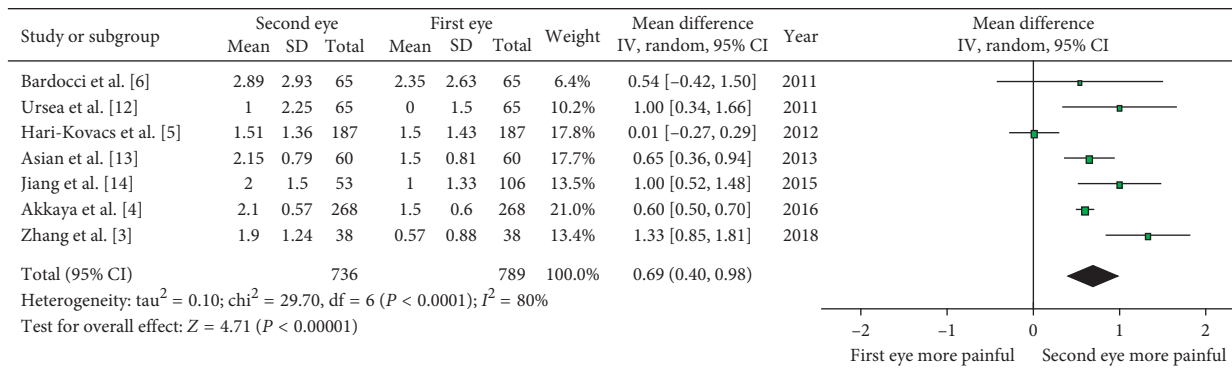 Study or subgroup Second eye First eye Weight Mean difference Year Mean difference
Mean SD Total Mean SD Total IV, random, 95% CI IV, random, 95% CI
Bardocci et al. [6] 2.89 2.93 65 2.35 2.63 65 6.4% 0.54 [–0.42, 1.50] 2011
Ursea et al. [12] 1 2.25 65 0 1.5 65 10.2% 1.00 [0.34, 1.66] 2011
Hari-Kovacs et al. [5] 1.51 1.36 187 1.5 1.43 187 17.8% 0.01 [–0.27, 0.29] 2012
Asian et al. [13] 2.15 0.79 60 1.5 0.81 60 17.7% 0.65 [0.36, 0.94] 2013
Jiang et al. [14] 2 1.5 53 1 1.33 106 13.5% 1.00 [0.52, 1.48] 2015
Akkaya et al. [4] 2.1 0.57 268 1.5 0.6 268 21.0% 0.60 [0.50, 0.70] 2016
Zhang et al. [3] 1.9 1.24 38 0.57 0.88 38 13.4% 1.33 [0.85, 1.81] 2018
Total (95% CI) 736 789 100.0% 0.69 (0.40, 0.98)
Heterogeneity: tau² = 0.10; chi² = 29.70, df = 6 (P < 0.0001); I² = 80%
Test for overall effect: Z = 4.71 (P < 0.00001)
–2 –1 0 1 2
First eye more painful Second eye more painful